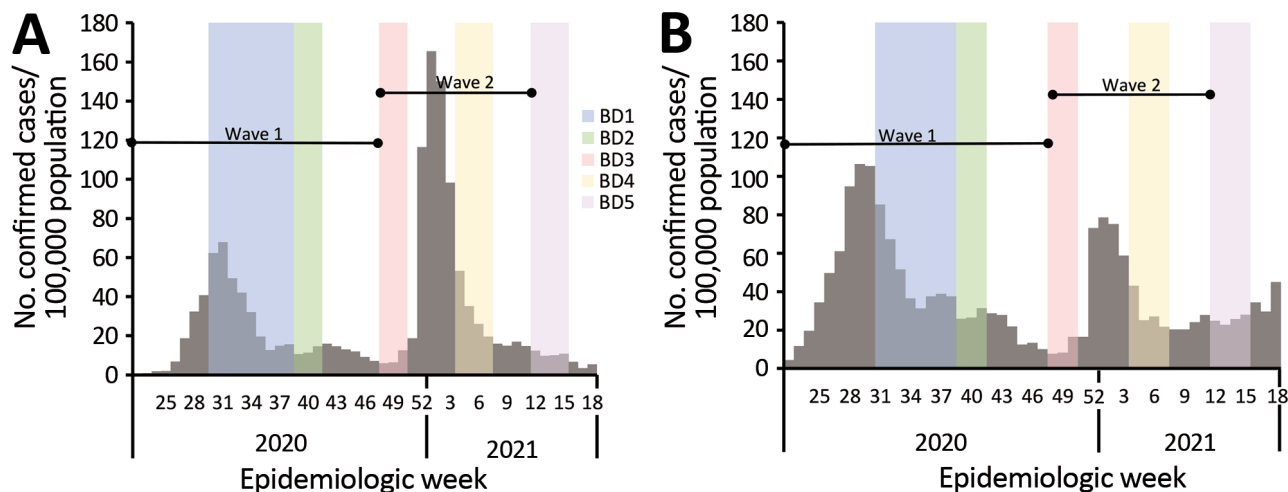 A
No. confirmed cases/
100,000 population
180
160
140
120
100
80
60
40
20
0
Wave 1
Wave 2
BD1
BD2
BD3
BD4
BD5
25 28 31 34 37 40 43 46 49 52 3 6 9 12 15 18
2020 2021
Epidemiologic week
B
No. confirmed cases/
100,000 population
180
160
140
120
100
80
60
40
20
0
Wave 1
Wave 2
25 28 31 34 37 40 43 46 49 52 3 6 9 12 15 18
2020 2021
Epidemiologic week